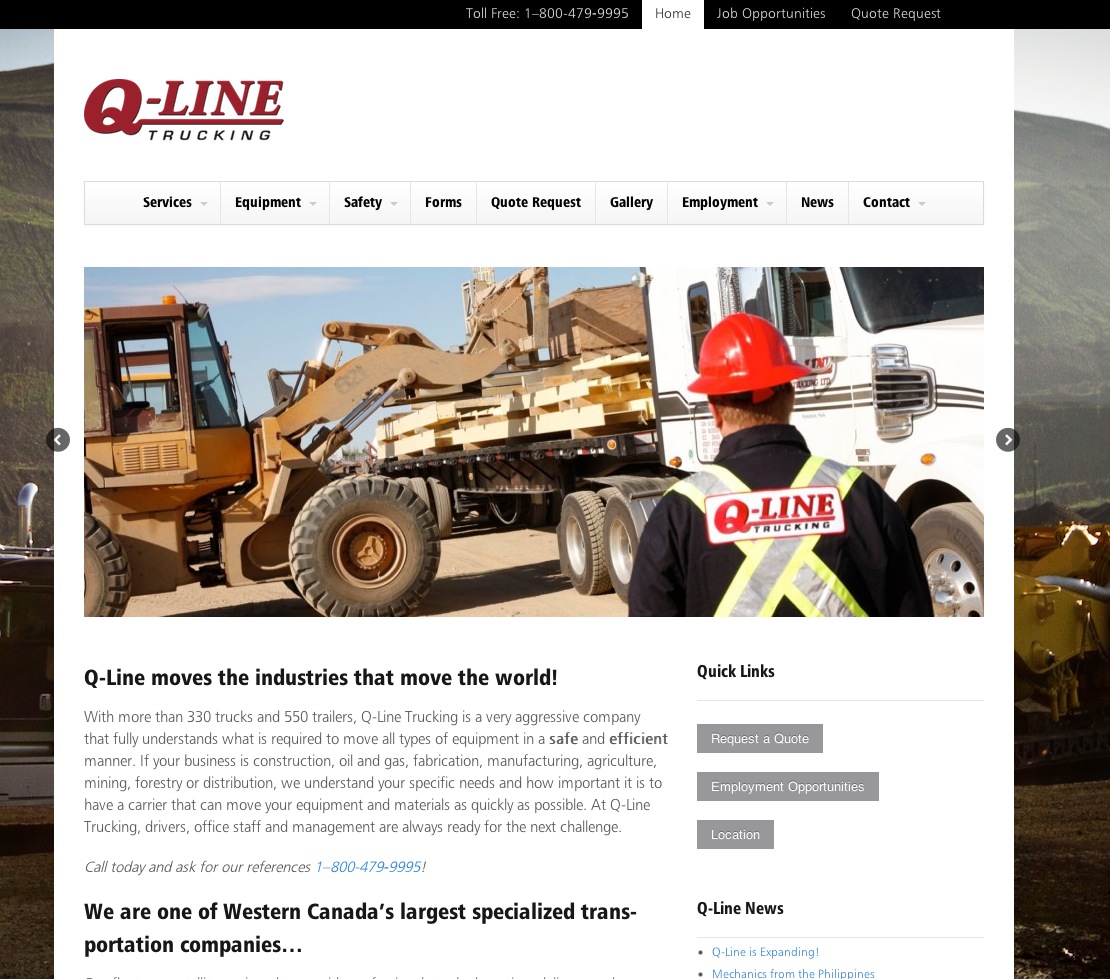 Toll Free: 1–800-479-9995 Home Job Opportunities Quote Request
Q-LINE
TRUCKING
Services Equipment Safety Forms Quote Request Gallery Employment News Contact
TRUCKING LTD.
Q-LINE
TRUCKING
Q-Line moves the industries that move the world!
With more than 330 trucks and 550 trailers, Q-Line Trucking is a very aggressive company
that fully understands what is required to move all types of equipment in a safe and efficient
manner. If your business is construction, oil and gas, fabrication, manufacturing, agriculture,
mining, forestry or distribution, we understand your specific needs and how important it is to
have a carrier that can move your equipment and materials as quickly as possible. At Q-Line
Trucking, drivers, office staff and management are always ready for the next challenge.
Call today and ask for our references 1–800-479-9995!
We are one of Western Canada's largest specialized trans-
portation companies…
Quick Links
Request a Quote
Employment Opportunities
Location
Q-Line News
Q-Line is Expanding!
Mechanics from the Philippines